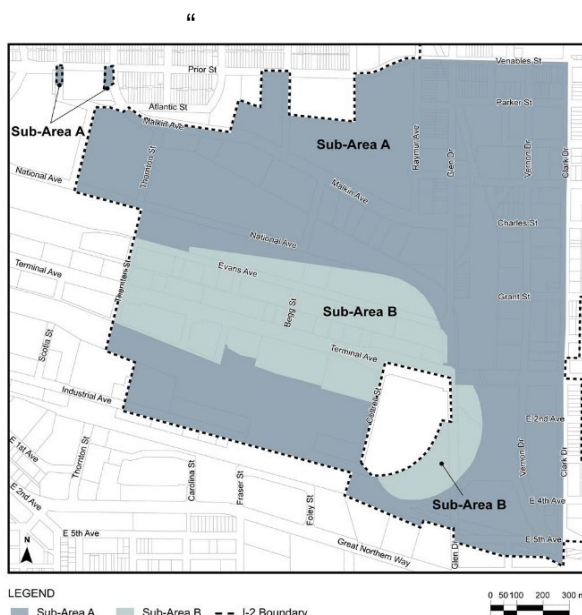 “
Prior St
Venables St
Sub-Area A
Atlantic St
Malkin Ave
Parker St
Sub-Area A
Raymur Ave
Glen Dr
Vernon Dr
Clark Dr
Thornton St
National Ave
Malkin Ave
Charles St
National Ave
Evans Ave
Terminal Ave
Thornton St
Begg St
Sub-Area B
Grant St
Scotia St
Terminal Ave
Cottrell St
Industrial Ave
E 2nd Ave
E 1st Ave
Thornton St
Vernon Dr
Clark Dr
Carolina St
Fraser St
Foley St
E 2nd Ave
Sub-Area B
E 4th Ave
E 5th Ave
Great Northern Way
Glen Dr
E 5th Ave
N
LEGEND
Sub-Area A
Sub-Area B
I-2 Boundary
0 50 100 200 300 m